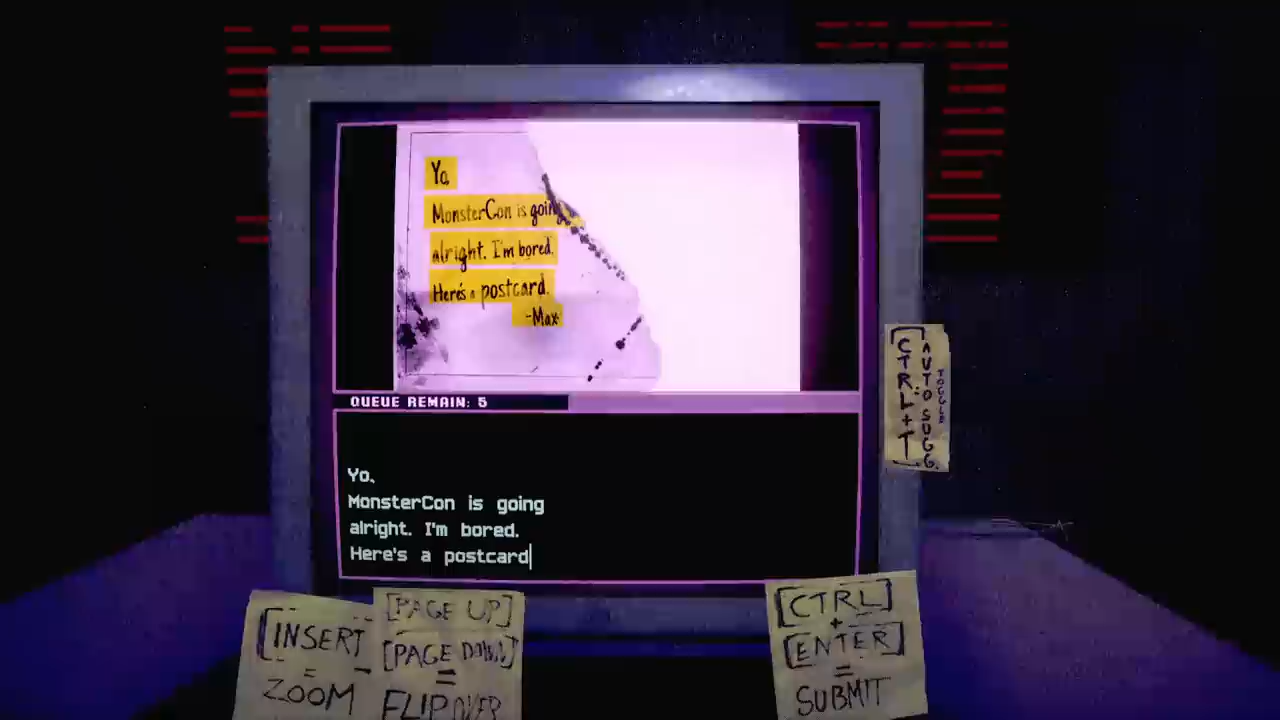 Yo,
MonsterCon is going
alright. I'm bored.
Here's a postcard.
-Max
QUEUE REMAIN: 5
Yo,
MonsterCon is going
alright. I'm bored.
Here's a postcard
[CTRL+T]
AUTO SUGG.
TOGGLE
[INSERT]
=
ZOOM
[PAGE UP]
[PAGE DOWN]
=
FLIP OVER
[CTRL]
+
[ENTER]
=
SUBMIT